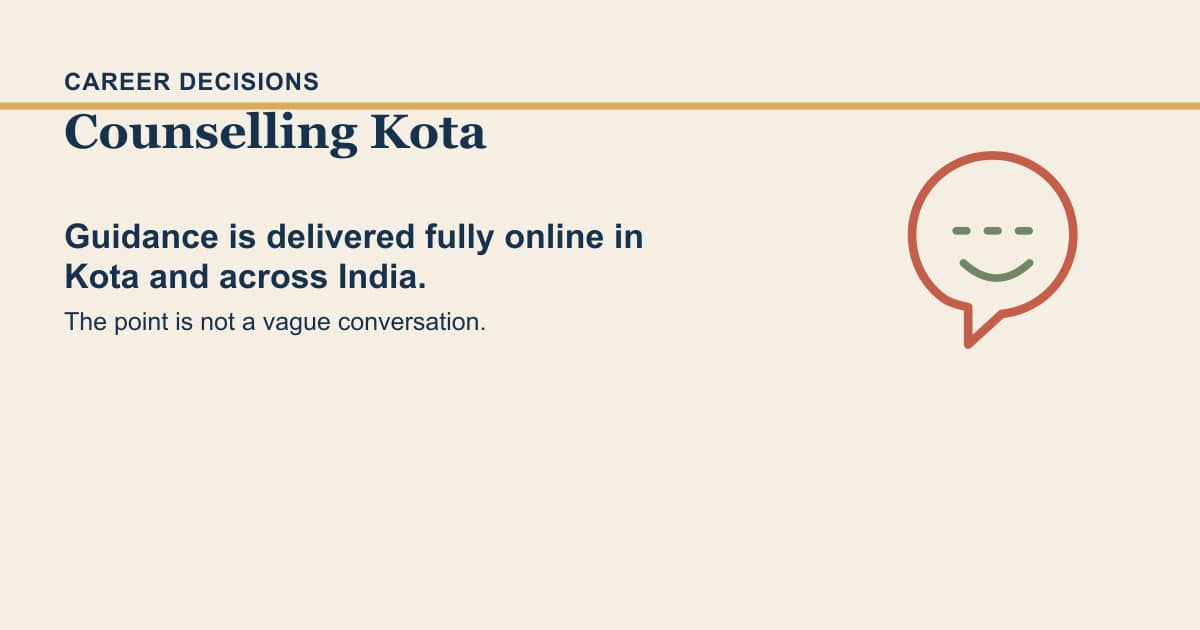 CAREER DECISIONS
Counselling Kota
Guidance is delivered fully online in
Kota and across India.
The point is not a vague conversation.